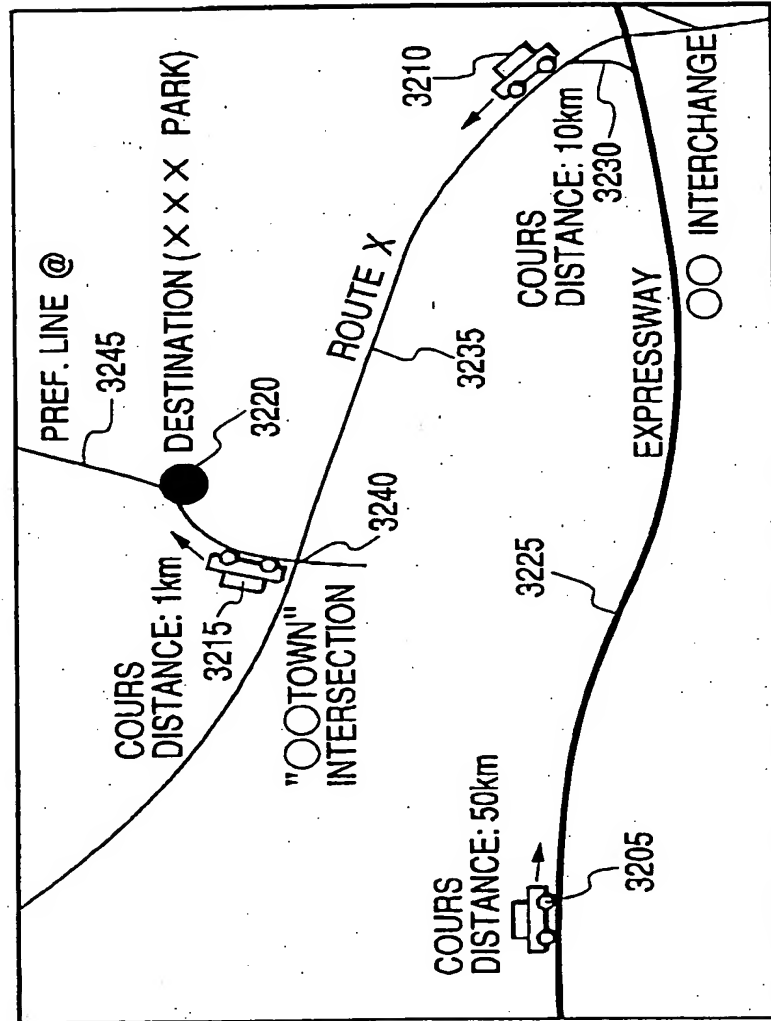 PREF. LINE @
3245
DESTINATION (××× PARK)
3220
COURS
DISTANCE: 1km
3215
3210
ROUTE X
3235
"○○TOWN"
INTERSECTION
3240
COURS
DISTANCE: 10km
3230
COURS
DISTANCE: 50km
3205
3225
EXPRESSWAY
○○ INTERCHANGE